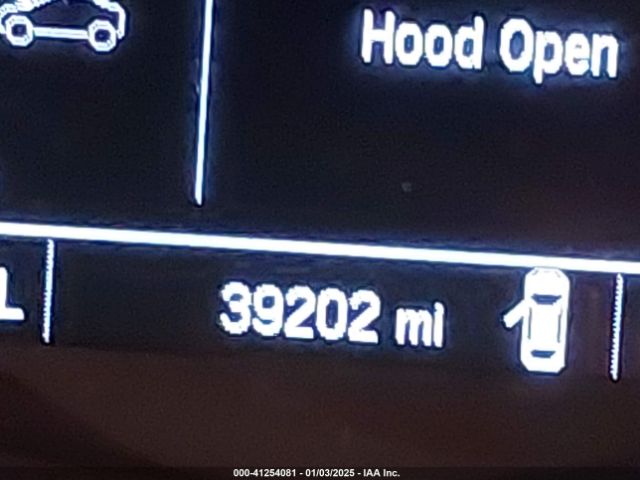 Hood Open
39202 mi
000-41254081 - 01/03/2025 - IAA Inc.